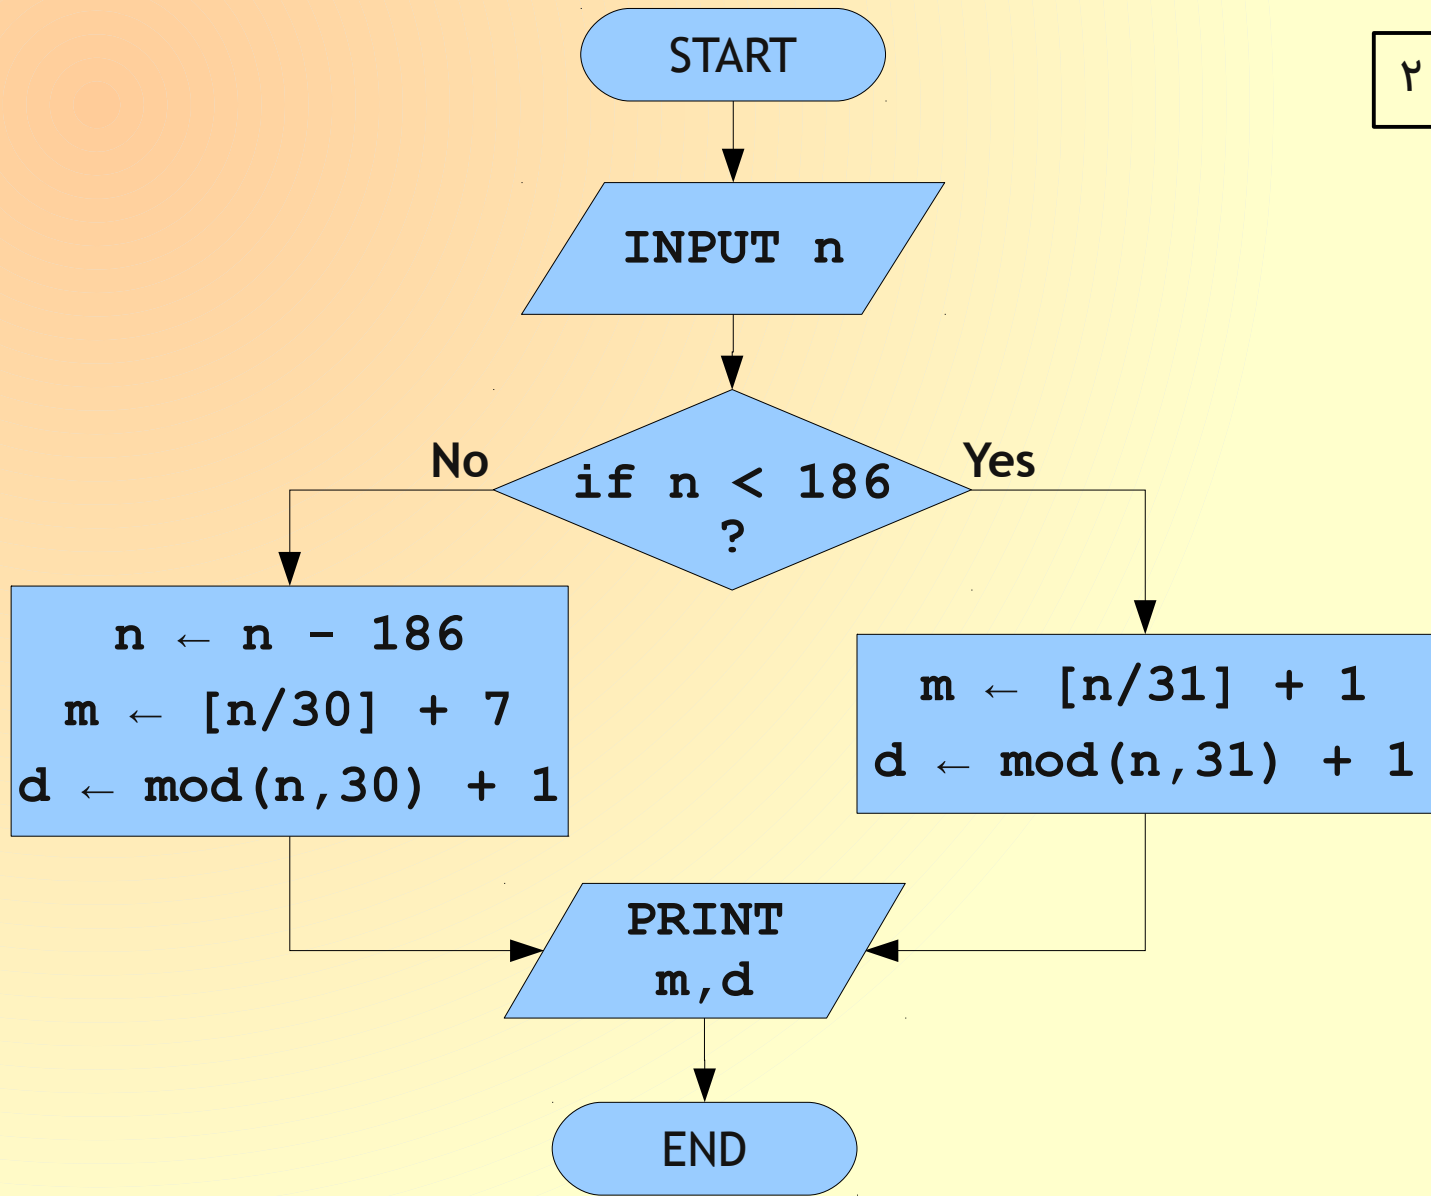 START
۲
INPUT n
if n < 186
?
No
Yes
n ← n - 186
m ← [n/30] + 7
d ← mod(n,30) + 1
m ← [n/31] + 1
d ← mod(n,31) + 1
PRINT
m,d
END